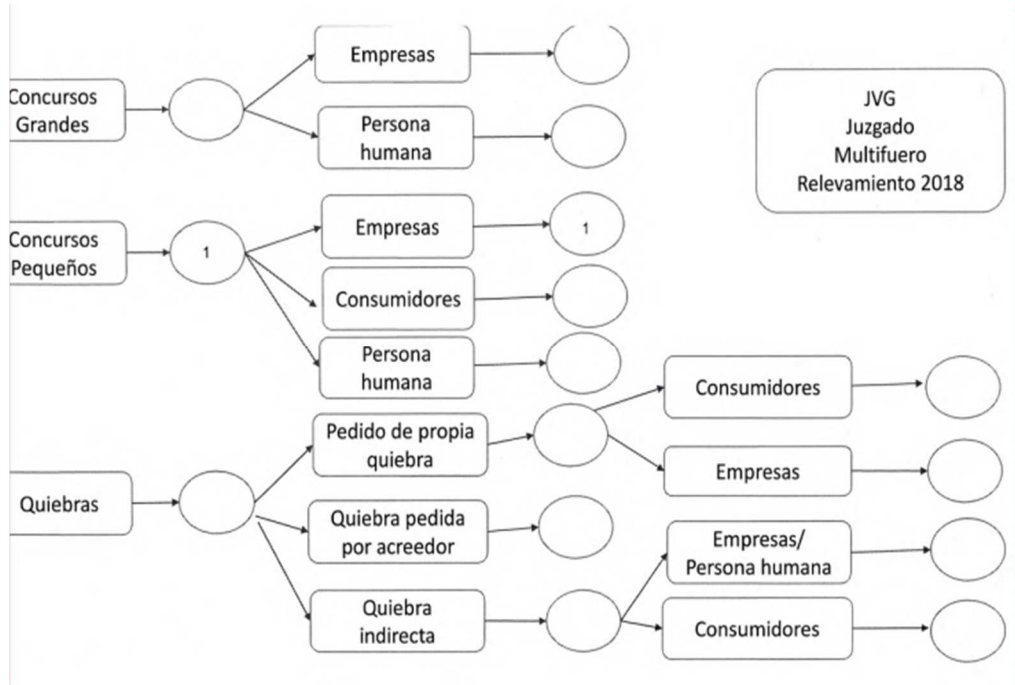 Empresas
Concursos
Grandes
Persona
humana
JVG
Juzgado
Multifuero
Relevamiento 2018
Concursos
Pequeños
1
Empresas
1
Consumidores
Persona
humana
Quiebras
Pedido de propia
quiebra
Consumidores
Empresas
Quiebra pedida
por acreedor
Quiebra
indirecta
Empresas/
Persona humana
Consumidores